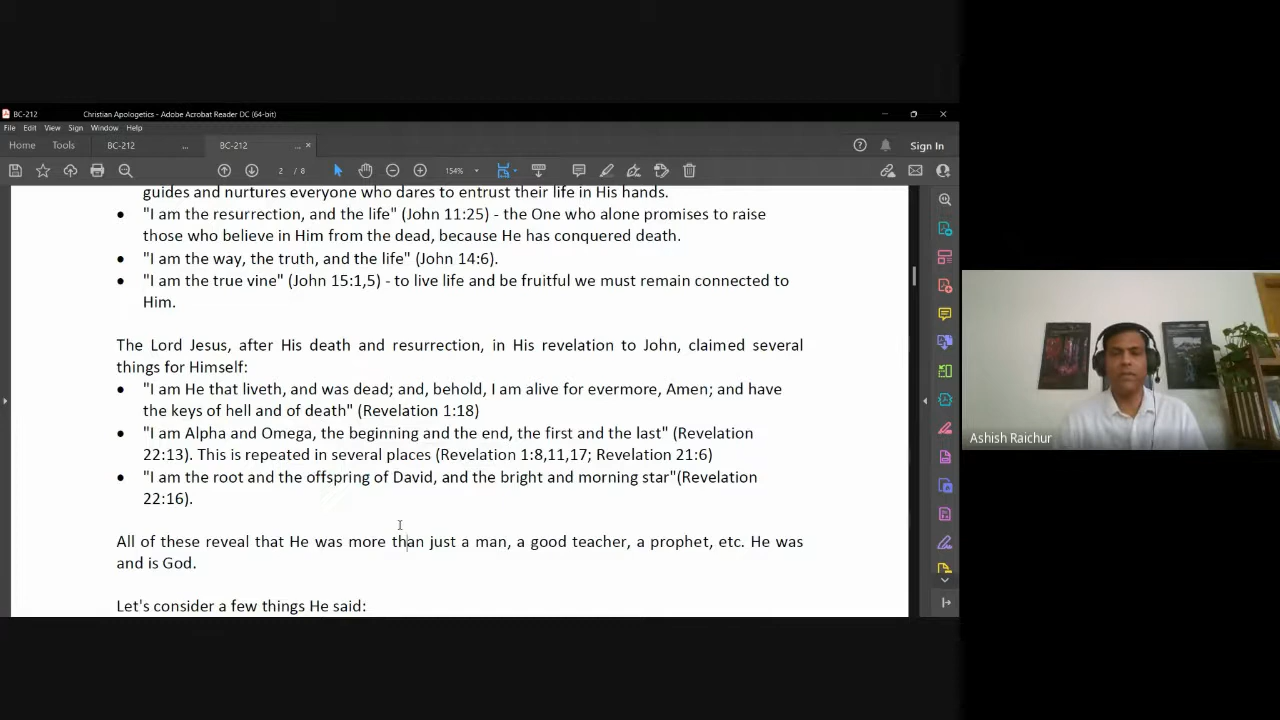 BC-212 Christian Apologetics - Adobe Acrobat Reader DC (64-bit)
File Edit View Sign Window Help
Home Tools BC-212 ... BC-212 ... × Sign In
2 / 8 154%
guides and nurtures everyone who dares to entrust their life in His hands.
• "I am the resurrection, and the life" (John 11:25) - the One who alone promises to raise
those who believe in Him from the dead, because He has conquered death.
• "I am the way, the truth, and the life" (John 14:6).
• "I am the true vine" (John 15:1,5) - to live life and be fruitful we must remain connected to
Him.
The Lord Jesus, after His death and resurrection, in His revelation to John, claimed several
things for Himself:
• "I am He that liveth, and was dead; and, behold, I am alive for evermore, Amen; and have
the keys of hell and of death" (Revelation 1:18)
• "I am Alpha and Omega, the beginning and the end, the first and the last" (Revelation
22:13). This is repeated in several places (Revelation 1:8,11,17; Revelation 21:6)
• "I am the root and the offspring of David, and the bright and morning star"(Revelation
22:16).
All of these reveal that He was more than just a man, a good teacher, a prophet, etc. He was
and is God.
Let's consider a few things He said:
Ashish Raichur